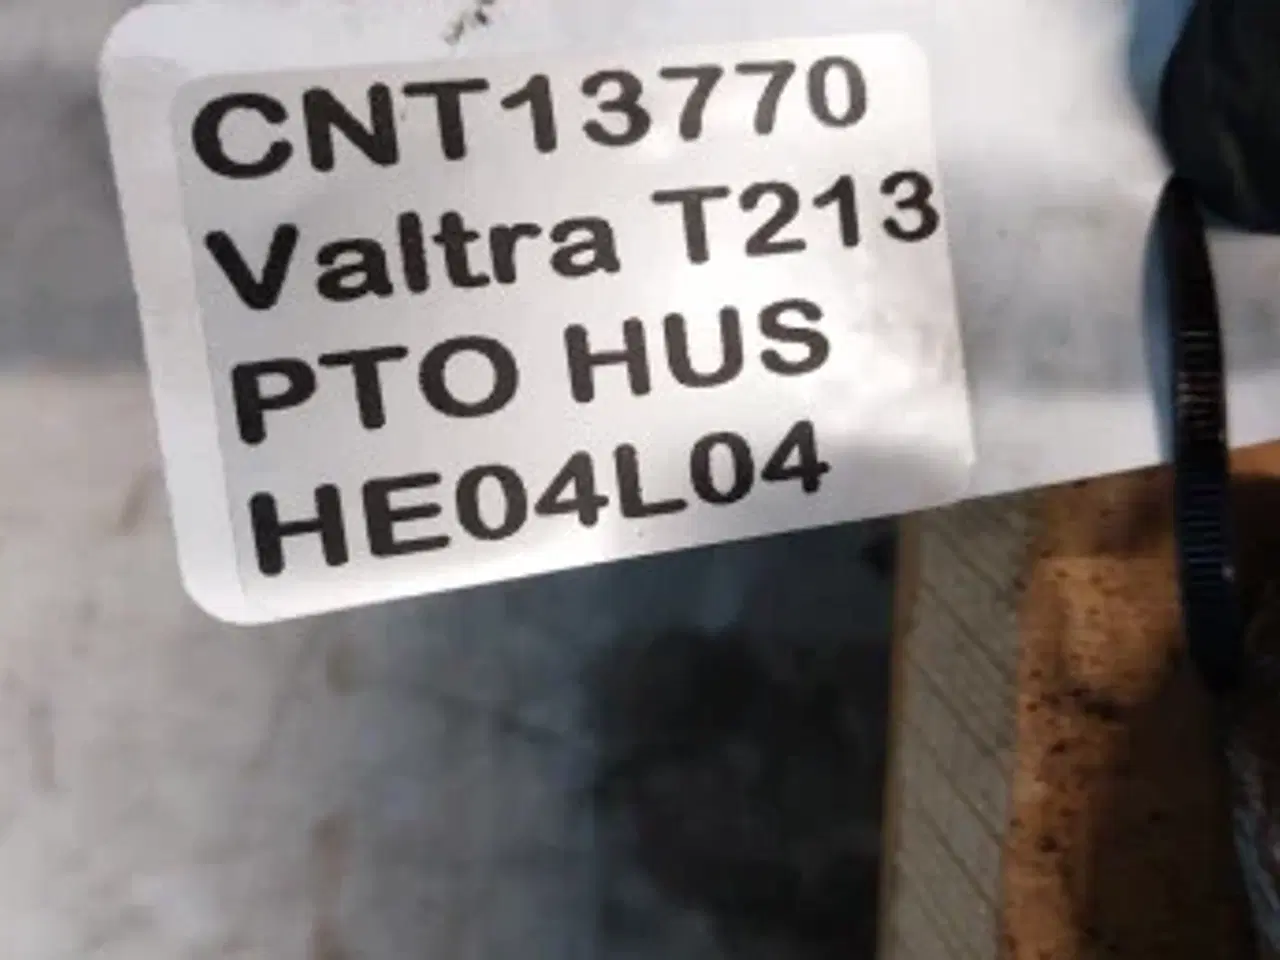 CNT13770
Valtra T213
PTO HUS
HE04L04